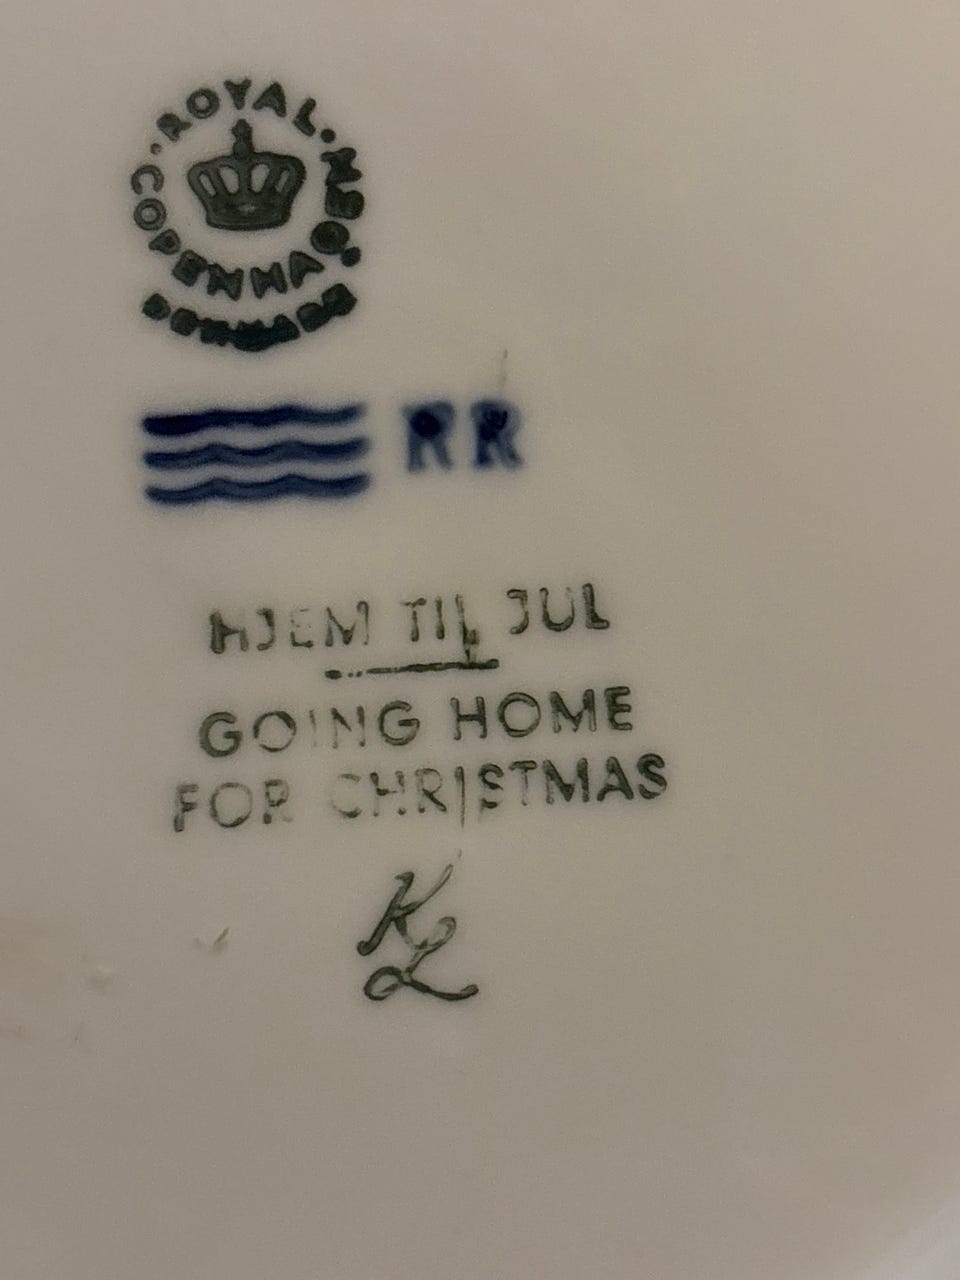 ROYAL
COPENHAGEN
DENMARK
RR
HJEM TIL JUL
GOING HOME
FOR CHRISTMAS
KL